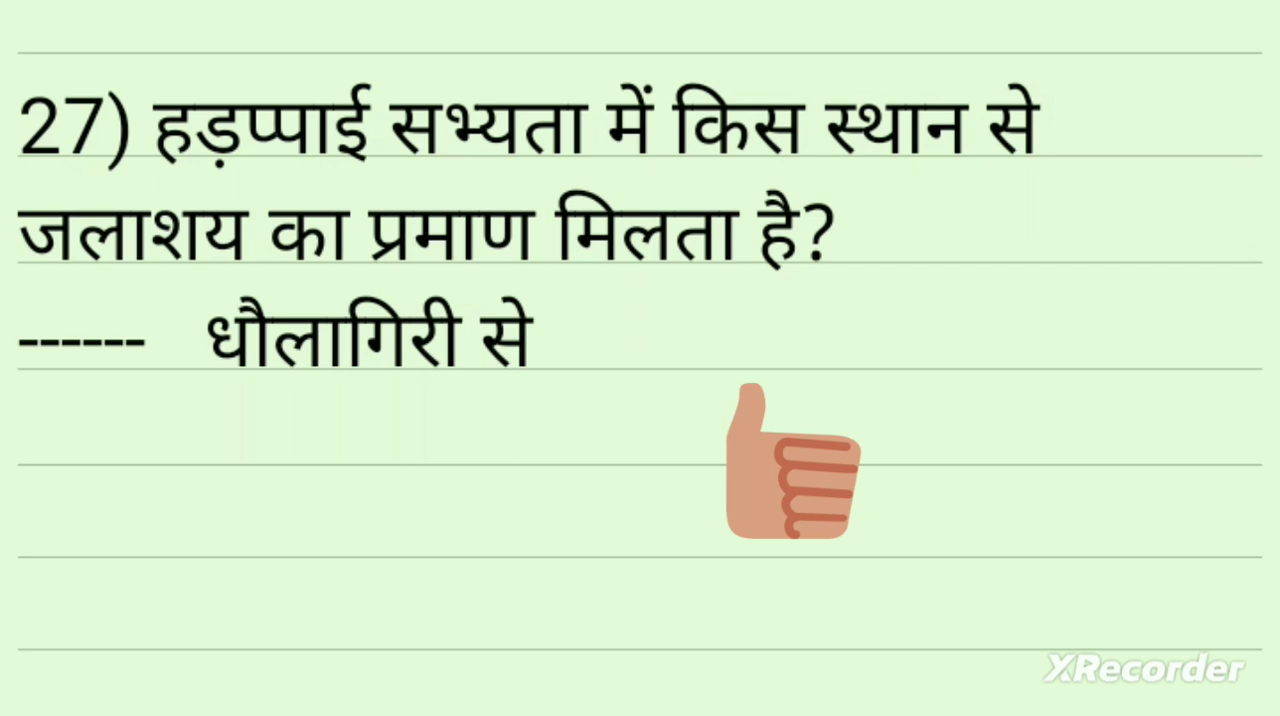 27) हड़प्पाई सभ्यता में किस स्थान से
जलाशय का प्रमाण मिलता है?
------ धौलागिरी से
XRecorder